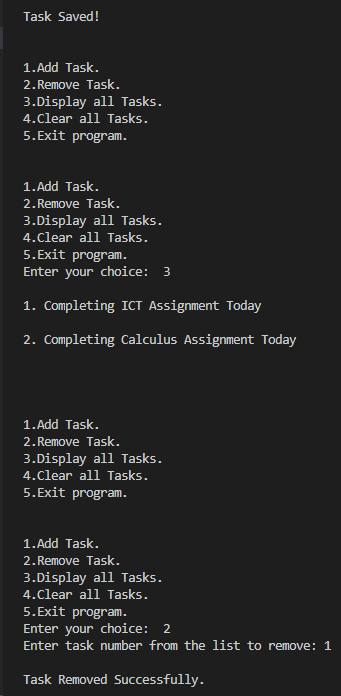 Task Saved!
1.Add Task.
2.Remove Task.
3.Display all Tasks.
4.Clear all Tasks.
5.Exit program.
1.Add Task.
2.Remove Task.
3.Display all Tasks.
4.Clear all Tasks.
5.Exit program.
Enter your choice:  3
1. Completing ICT Assignment Today
2. Completing Calculus Assignment Today
1.Add Task.
2.Remove Task.
3.Display all Tasks.
4.Clear all Tasks.
5.Exit program.
1.Add Task.
2.Remove Task.
3.Display all Tasks.
4.Clear all Tasks.
5.Exit program.
Enter your choice:  2
Enter task number from the list to remove: 1
Task Removed Successfully.